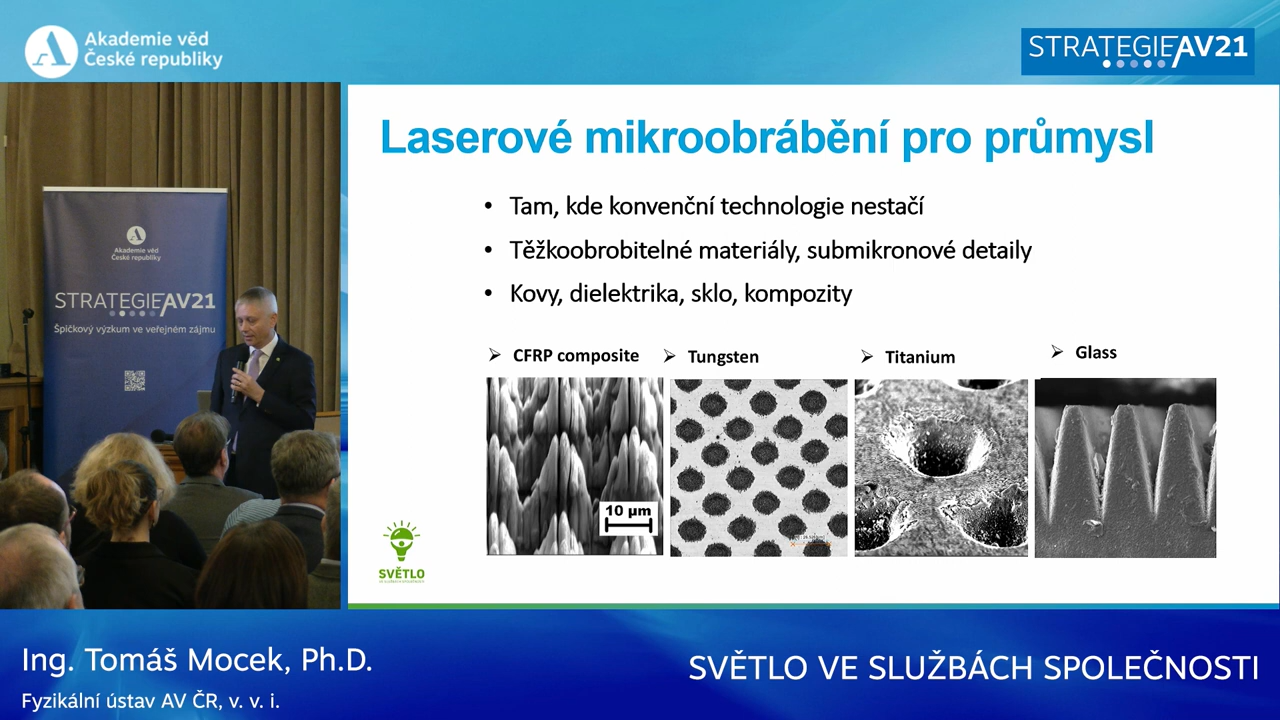 Akademie věd
České republiky
STRATEGIE AV21
Akademie věd
České republiky
STRATEGIE AV21
Špičkový výzkum ve veřejném zájmu
Laserové mikroobrábění pro průmysl
• Tam, kde konvenční technologie nestačí
• Těžkoobrobitelné materiály, submikronové detaily
• Kovy, dielektrika, sklo, kompozity
CFRP composite
Tungsten
Titanium
Glass
10 µm
SVĚTLO
Ing. Tomáš Mocek, Ph.D.
Fyzikální ústav AV ČR, v. v. i.
SVĚTLO VE SLUŽBÁCH SPOLEČNOSTI